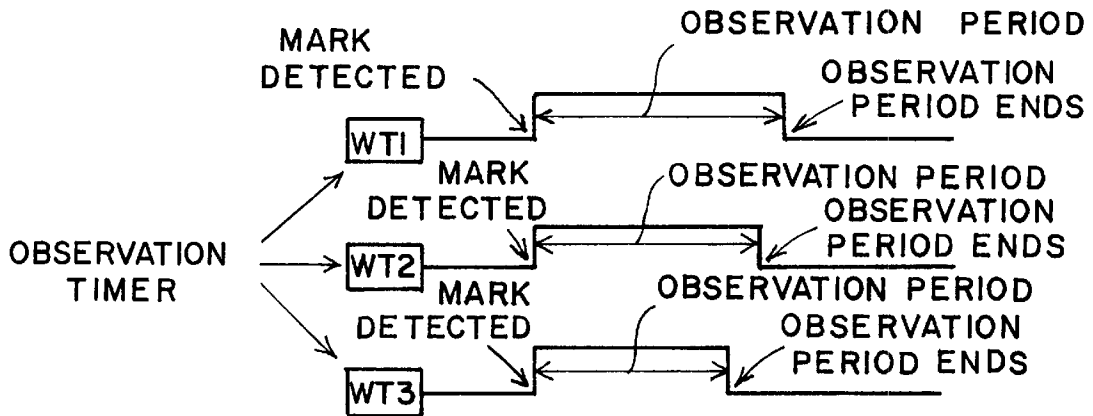 OBSERVATION PERIOD
MARK
DETECTED
OBSERVATION
PERIOD ENDS
WT1
MARK
DETECTED
OBSERVATION PERIOD
OBSERVATION
PERIOD ENDS
OBSERVATION
TIMER
WT2
MARK
DETECTED
OBSERVATION PERIOD
OBSERVATION
PERIOD ENDS
WT3